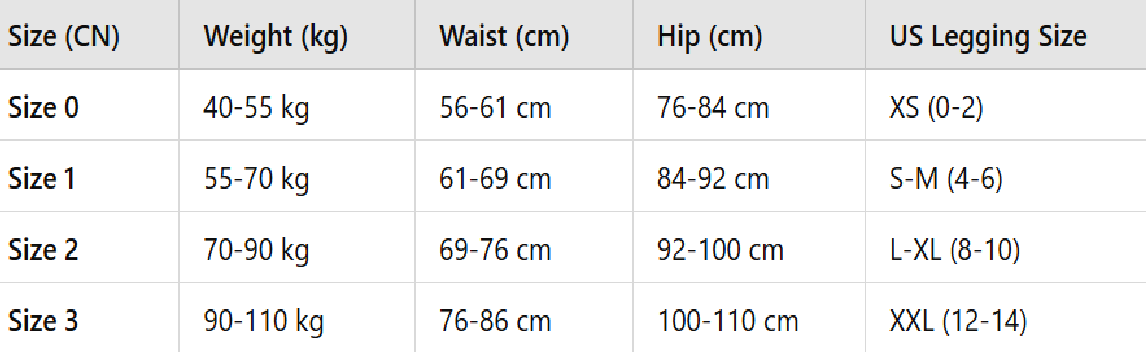 Size (CN) Weight (kg) Waist (cm) Hip (cm) US Legging Size
Size 0 40-55 kg 56-61 cm 76-84 cm XS (0-2)
Size 1 55-70 kg 61-69 cm 84-92 cm S-M (4-6)
Size 2 70-90 kg 69-76 cm 92-100 cm L-XL (8-10)
Size 3 90-110 kg 76-86 cm 100-110 cm XXL (12-14)